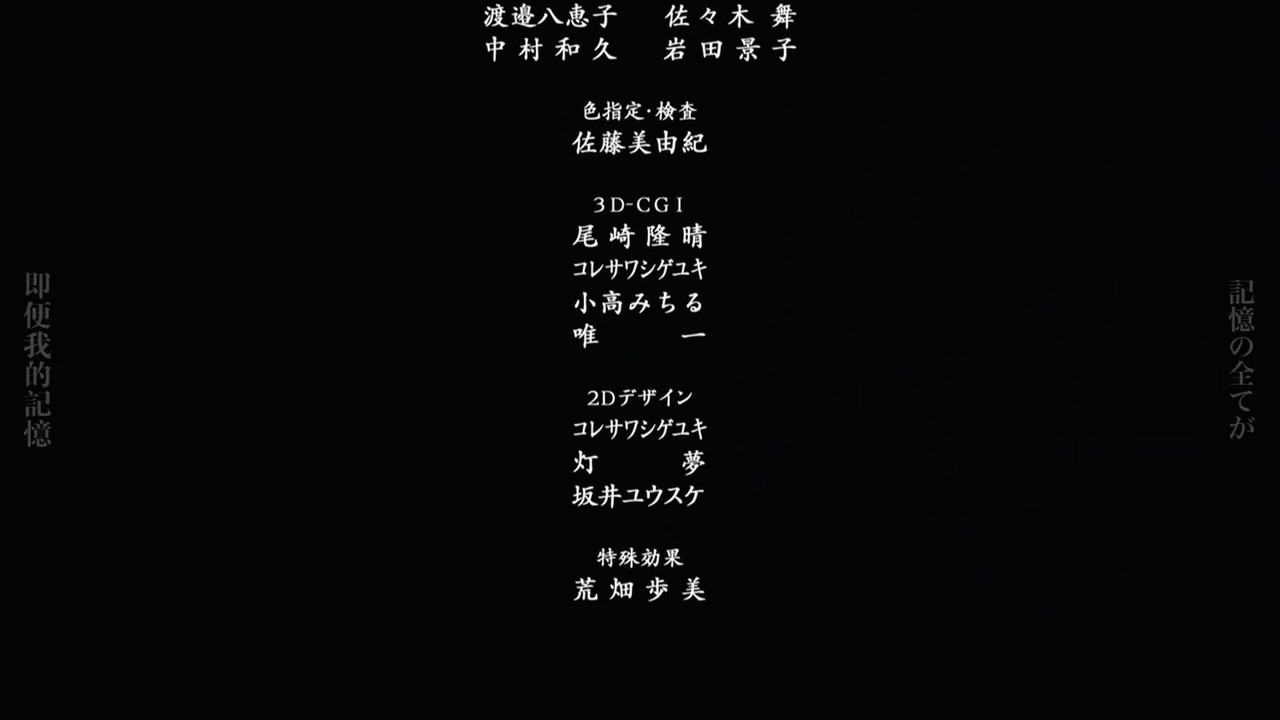 渡邉八恵子 佐々木舞
中村和久 岩田景子
色指定・検査
佐藤美由紀
3D-CGI
尾崎隆晴
コレサワシゲユキ
小高みちる
唯一
2Dデザイン
コレサワシゲユキ
灯夢
坂井ユウスケ
特殊効果
荒畑歩美
即便我的記憶
記憶の全てが